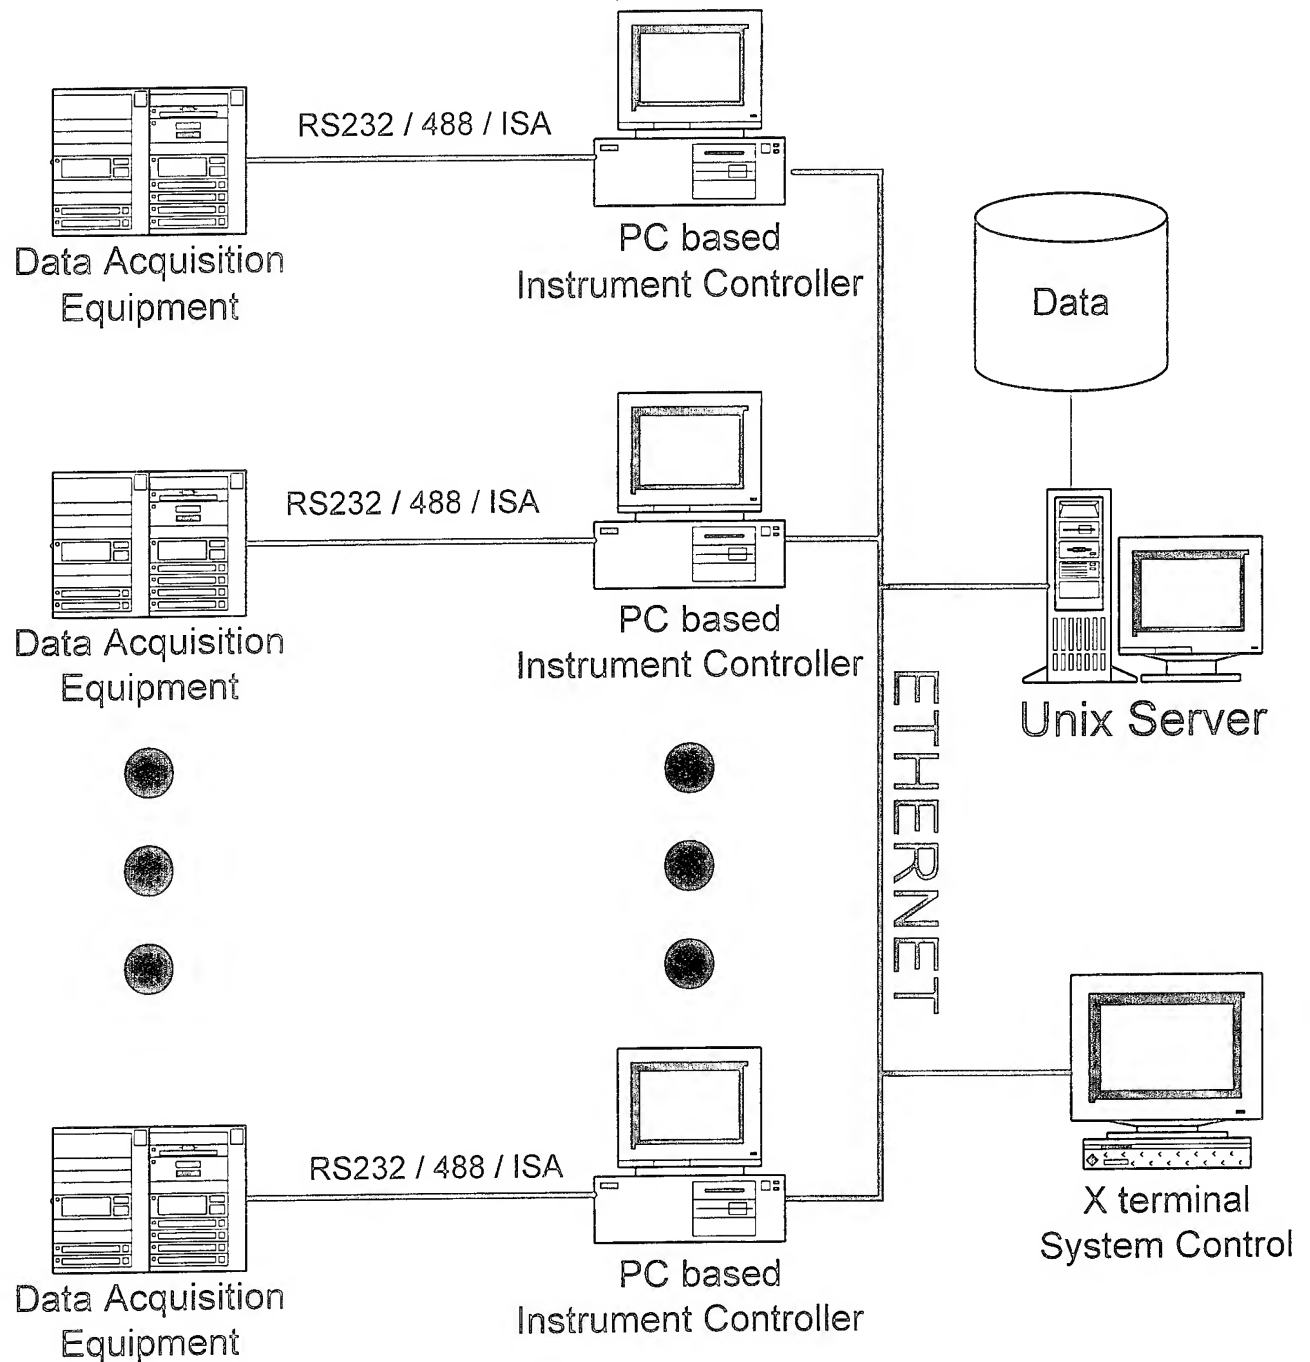 RS232 / 488 / ISA
Data Acquisition
Equipment
PC based
Instrument Controller
Data
RS232 / 488 / ISA
Data Acquisition
Equipment
PC based
Instrument Controller
Unix Server
ETHERNET
RS232 / 488 / ISA
Data Acquisition
Equipment
PC based
Instrument Controller
X terminal
System Control